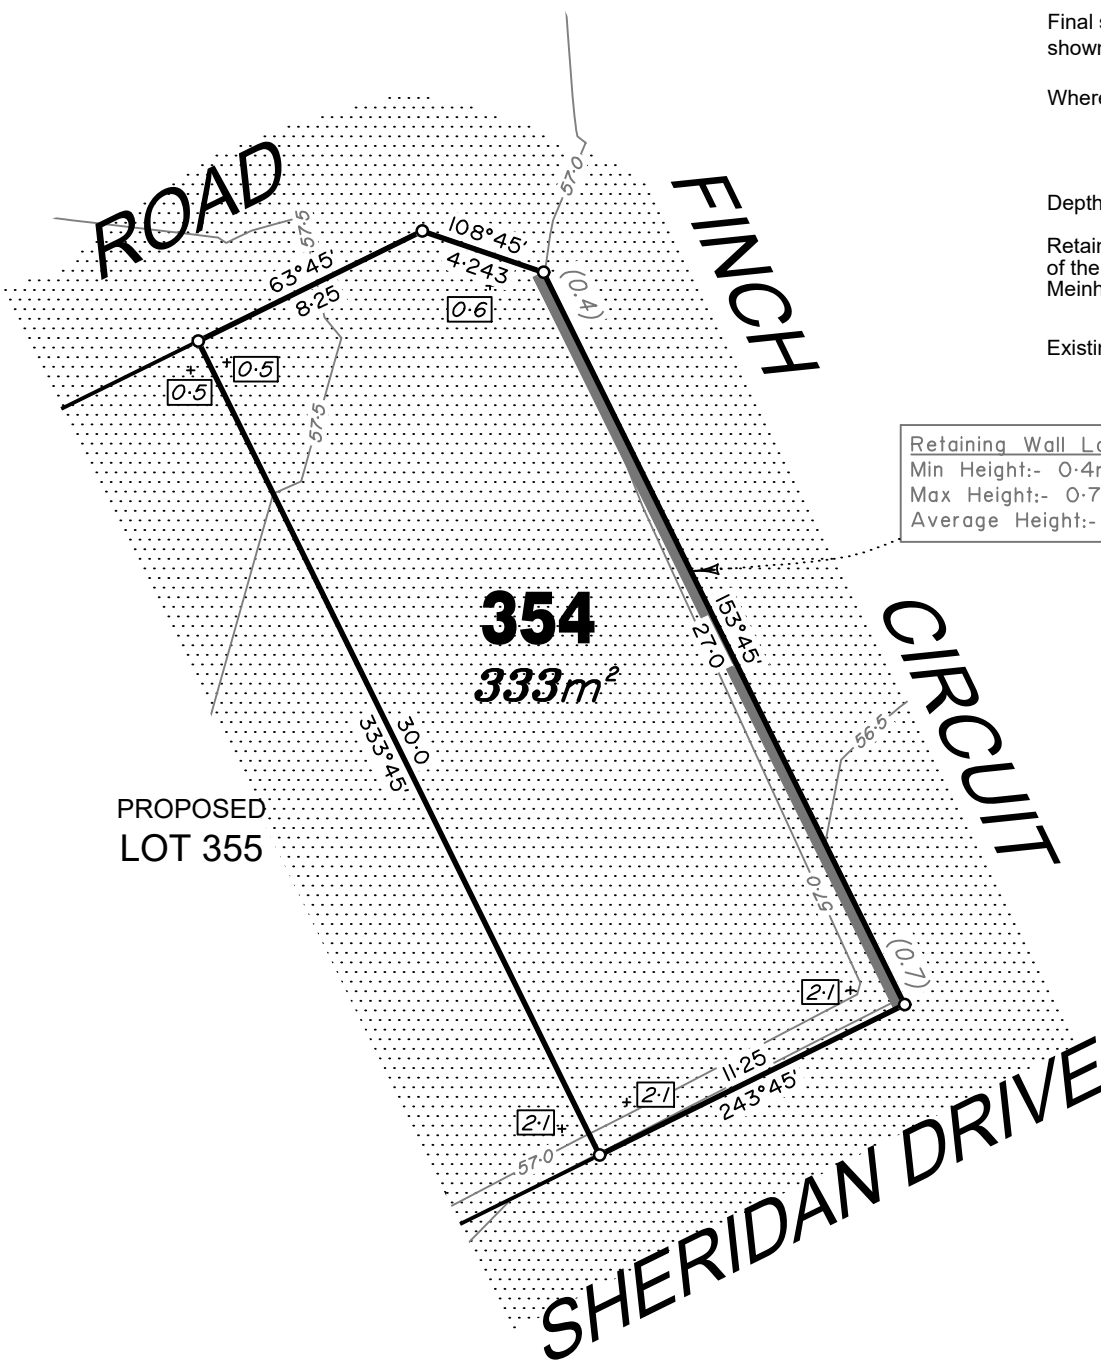 Final
shown
Where
Depth
Retain
of the
Meinh
Existin
ROAD
FINCH
CIRCUIT
SHERIDAN DRIVE
57.0
57.5
108°45'
4.243
63°45'
8.25
(0.4)
0.6
0.5
0.5
57.5
Retaining Wall Lo
Min Height:- 0.4m
Max Height:- 0.7
Average Height:-
354
333m²
153°45'
27.0
30.0
333°45'
56.5
PROPOSED
LOT 355
57.0
(0.7)
2.1
11.25
243°45'
2.1
2.1
57.0